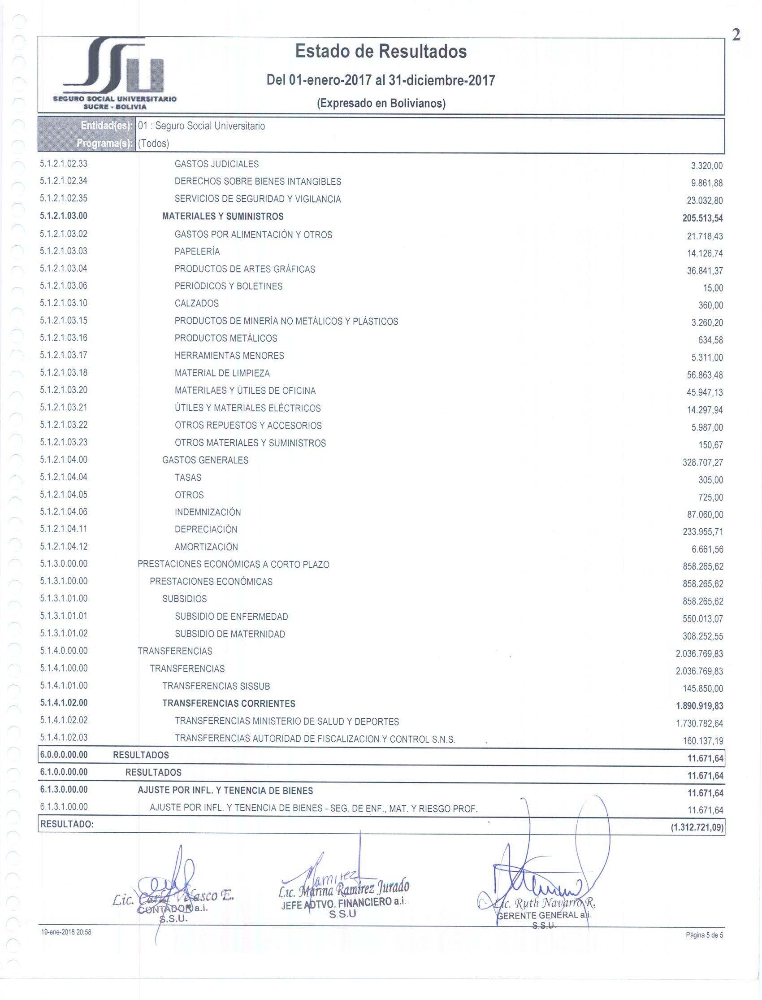 2
Estado de Resultados
Del 01-enero-2017 al 31-diciembre-2017
(Expresado en Bolivianos)
SSU
SEGURO SOCIAL UNIVERSITARIO
SUCRE - BOLIVIA
Entidad(es): 01 : Seguro Social Universitario
Programa(s): (Todos)
5.1.2.1.02.33 GASTOS JUDICIALES 3.320,00
5.1.2.1.02.34 DERECHOS SOBRE BIENES INTANGIBLES 9.861,88
5.1.2.1.02.35 SERVICIOS DE SEGURIDAD Y VIGILANCIA 23.032,80
5.1.2.1.03.00 MATERIALES Y SUMINISTROS 205.513,54
5.1.2.1.03.02 GASTOS POR ALIMENTACIÓN Y OTROS 21.718,43
5.1.2.1.03.03 PAPELERÍA 14.126,74
5.1.2.1.03.04 PRODUCTOS DE ARTES GRÁFICAS 36.841,37
5.1.2.1.03.06 PERIÓDICOS Y BOLETINES 15,00
5.1.2.1.03.10 CALZADOS 360,00
5.1.2.1.03.15 PRODUCTOS DE MINERÍA NO METÁLICOS Y PLÁSTICOS 3.260,20
5.1.2.1.03.16 PRODUCTOS METÁLICOS 634,58
5.1.2.1.03.17 HERRAMIENTAS MENORES 5.311,00
5.1.2.1.03.18 MATERIAL DE LIMPIEZA 56.863,48
5.1.2.1.03.20 MATERILAES Y ÚTILES DE OFICINA 45.947,13
5.1.2.1.03.21 ÚTILES Y MATERIALES ELÉCTRICOS 14.297,94
5.1.2.1.03.22 OTROS REPUESTOS Y ACCESORIOS 5.987,00
5.1.2.1.03.23 OTROS MATERIALES Y SUMINISTROS 150,67
5.1.2.1.04.00 GASTOS GENERALES 328.707,27
5.1.2.1.04.04 TASAS 305,00
5.1.2.1.04.05 OTROS 725,00
5.1.2.1.04.06 INDEMNIZACIÓN 87.060,00
5.1.2.1.04.11 DEPRECIACIÓN 233.955,71
5.1.2.1.04.12 AMORTIZACIÓN 6.661,56
5.1.3.0.00.00 PRESTACIONES ECONÓMICAS A CORTO PLAZO 858.265,62
5.1.3.1.00.00 PRESTACIONES ECONÓMICAS 858.265,62
5.1.3.1.01.00 SUBSIDIOS 858.265,62
5.1.3.1.01.01 SUBSIDIO DE ENFERMEDAD 550.013,07
5.1.3.1.01.02 SUBSIDIO DE MATERNIDAD 308.252,55
5.1.4.0.00.00 TRANSFERENCIAS 2.036.769,83
5.1.4.1.00.00 TRANSFERENCIAS 2.036.769,83
5.1.4.1.01.00 TRANSFERENCIAS SISSUB 145.850,00
5.1.4.1.02.00 TRANSFERENCIAS CORRIENTES 1.890.919,83
5.1.4.1.02.02 TRANSFERENCIAS MINISTERIO DE SALUD Y DEPORTES 1.730.782,64
5.1.4.1.02.03 TRANSFERENCIAS AUTORIDAD DE FISCALIZACION Y CONTROL S.N.S. 160.137,19
6.0.0.0.00.00 RESULTADOS 11.671,64
6.1.0.0.00.00 RESULTADOS 11.671,64
6.1.3.0.00.00 AJUSTE POR INFL. Y TENENCIA DE BIENES 11.671,64
6.1.3.1.00.00 AJUSTE POR INFL. Y TENENCIA DE BIENES - SEG. DE ENF., MAT. Y RIESGO PROF. 11.671,64
RESULTADO: (1.312.721,09)
Ramirez
Lic. Velasco E.
CONTADOR a.i.
S.S.U.
Lic. Marina Ramirez Jurado
JEFE ADTVO. FINANCIERO a.i.
S.S.U
Lic. Ruth Navarro R.
GERENTE GENERAL a.i.
S.S.U.
19-ene-2018 20:58
Página 5 de 5